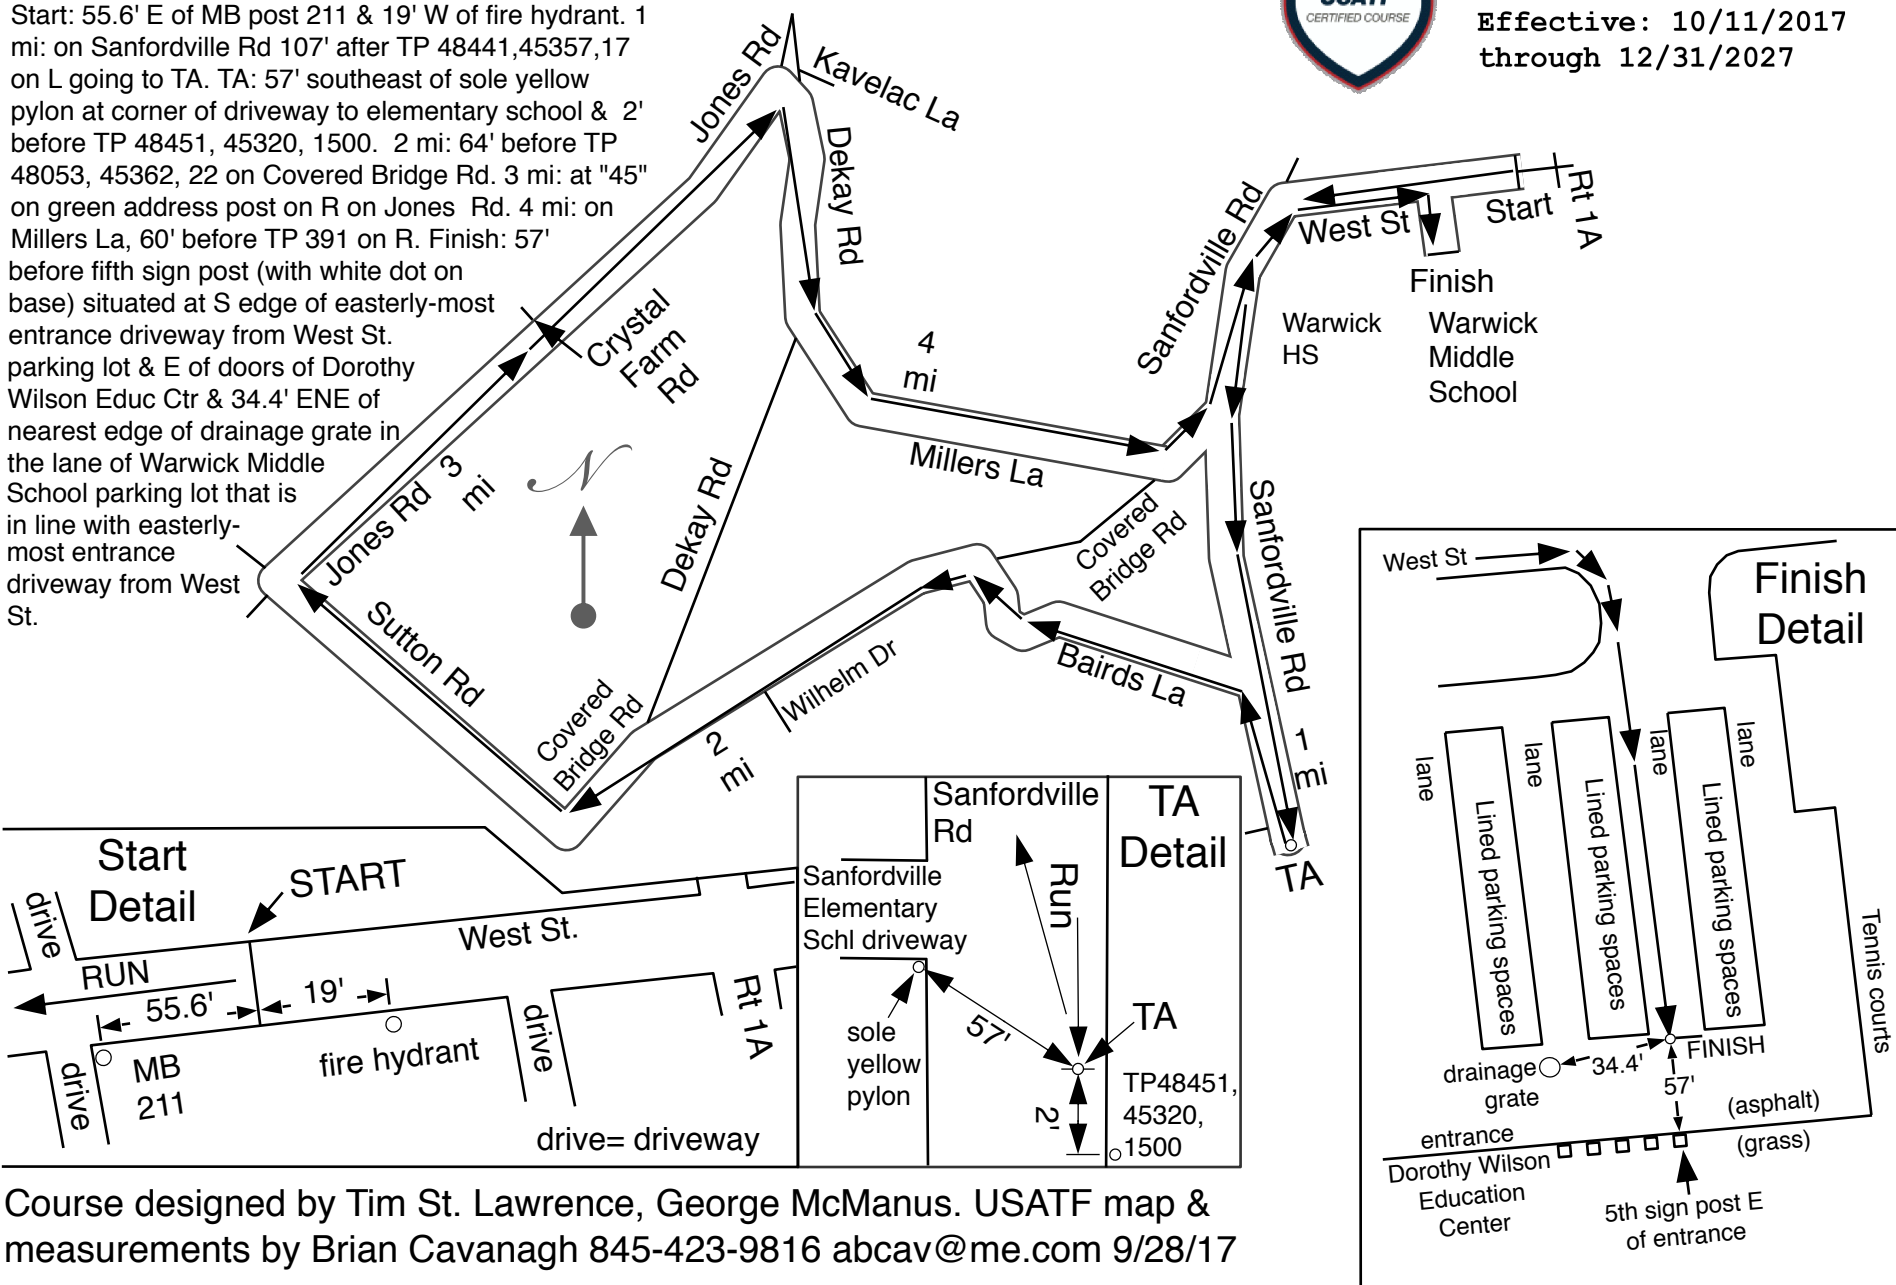 Start: 55.6' E of MB post 211 & 19' W of fire hydrant. 1
mi: on Sanfordville Rd 107' after TP 48441,45357,17
on L going to TA. TA: 57' southeast of sole yellow
pylon at corner of driveway to elementary school & 2'
before TP 48451, 45320, 1500. 2 mi: 64' before TP
48053, 45362, 22 on Covered Bridge Rd. 3 mi: at "45"
on green address post on R on Jones Rd. 4 mi: on
Millers La, 60' before TP 391 on R. Finish: 57'
before fifth sign post (with white dot on
base) situated at S edge of easterly-most
entrance driveway from West St.
parking lot & E of doors of Dorothy
Wilson Educ Ctr & 34.4' ENE of
nearest edge of drainage grate in
the lane of Warwick Middle
School parking lot that is
in line with easterly-
most entrance
driveway from West
St.
CERTIFIED COURSE
Effective: 10/11/2017
through 12/31/2027
Jones Rd
Kavelac La
Dekay Rd
Crystal
Farm
Rd
4
mi
Sanfordville Rd
West St
Start
Rt 1A
Finish
Warwick
HS
Warwick
Middle
School
Jones Rd
3
mi
N
Dekay Rd
Millers La
Covered
Bridge Rd
Sanfordville Rd
Sutton Rd
Covered
Bridge Rd
2
mi
Wilhelm Dr
Bairds La
1
mi
TA
Start
Detail
START
drive
RUN
55.6'
19'
West St.
drive
MB
211
fire hydrant
drive
Rt 1A
drive= driveway
Sanfordville
Rd
TA
Detail
Sanfordville
Elementary
Schl driveway
Run
57'
TA
sole
yellow
pylon
2'
TP48451,
45320,
1500
West St
Finish
Detail
lane
lane
lane
lane
Lined parking spaces
Lined parking spaces
Lined parking spaces
Tennis courts
FINISH
drainage
grate
34.4'
57'
(asphalt)
(grass)
entrance
Dorothy Wilson
Education
Center
5th sign post E
of entrance
Course designed by Tim St. Lawrence, George McManus. USATF map &
measurements by Brian Cavanagh 845-423-9816 abcav@me.com 9/28/17